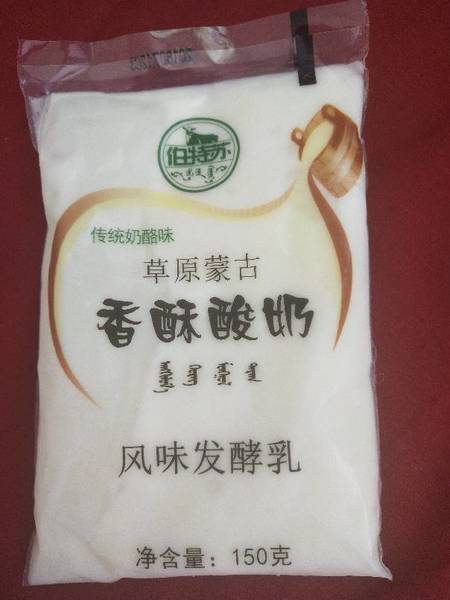 伯特苏
传统奶酪味
草原蒙古
香酥酸奶
风味发酵乳
净含量：150克